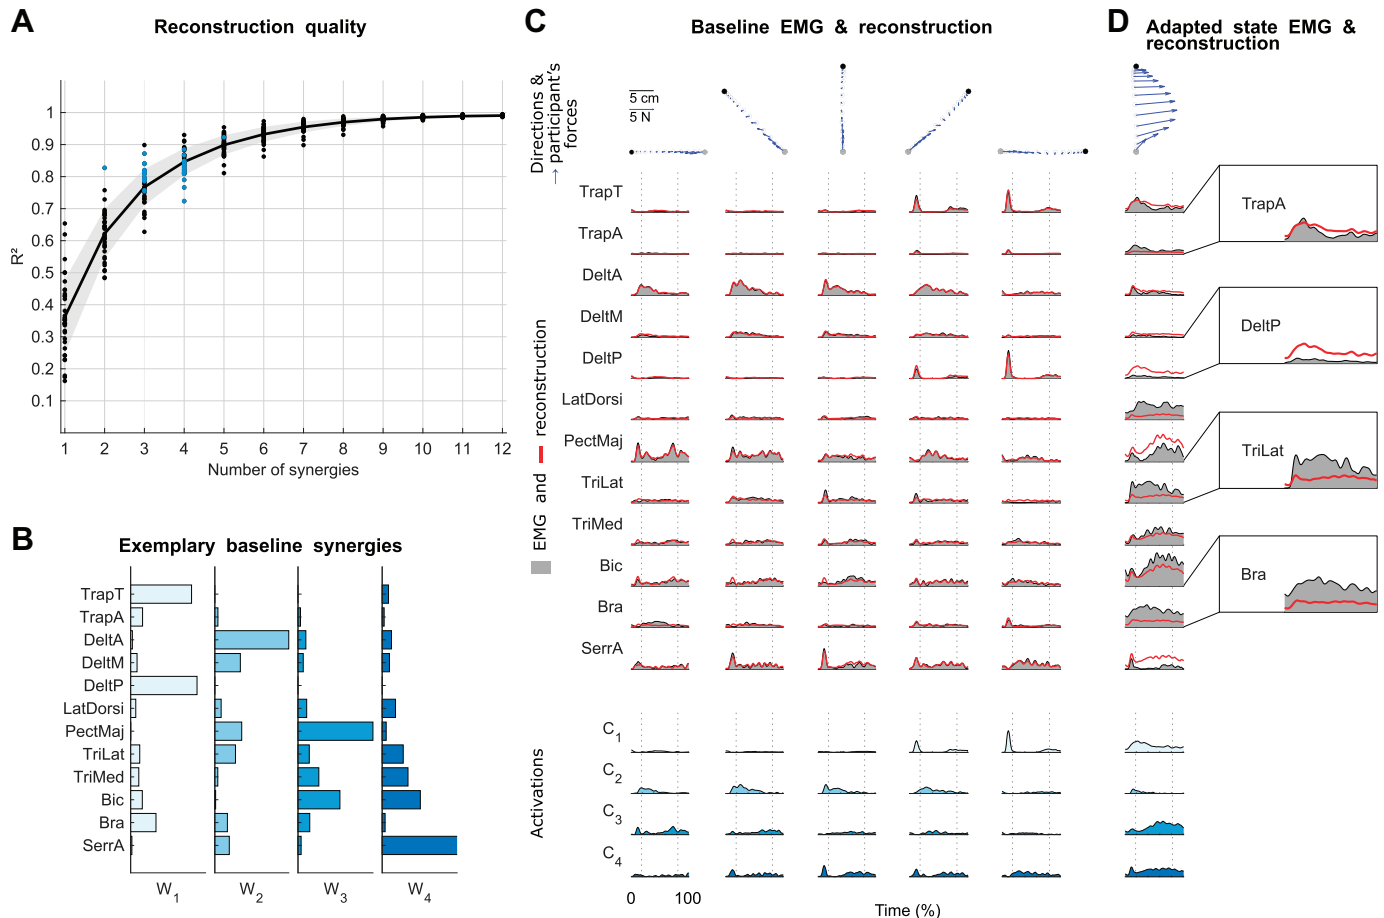 A
Reconstruction quality
R²
1
0.9
0.8
0.7
0.6
0.5
0.4
0.3
0.2
0.1
1 2 3 4 5 6 7 8 9 10 11 12
Number of synergies
B
Exemplary baseline synergies
TrapT
TrapA
DeltA
DeltM
DeltP
LatDorsi
PectMaj
TriLat
TriMed
Bic
Bra
SerrA
W1 W2 W3 W4
C
Baseline EMG & reconstruction
Directions &
participant's
→ forces
5 cm
5 N
EMG and reconstruction
TrapT
TrapA
DeltA
DeltM
DeltP
LatDorsi
PectMaj
TriLat
TriMed
Bic
Bra
SerrA
Activations
C1
C2
C3
C4
0 100
Time (%)
D
Adapted state EMG &
reconstruction
TrapA
DeltP
TriLat
Bra